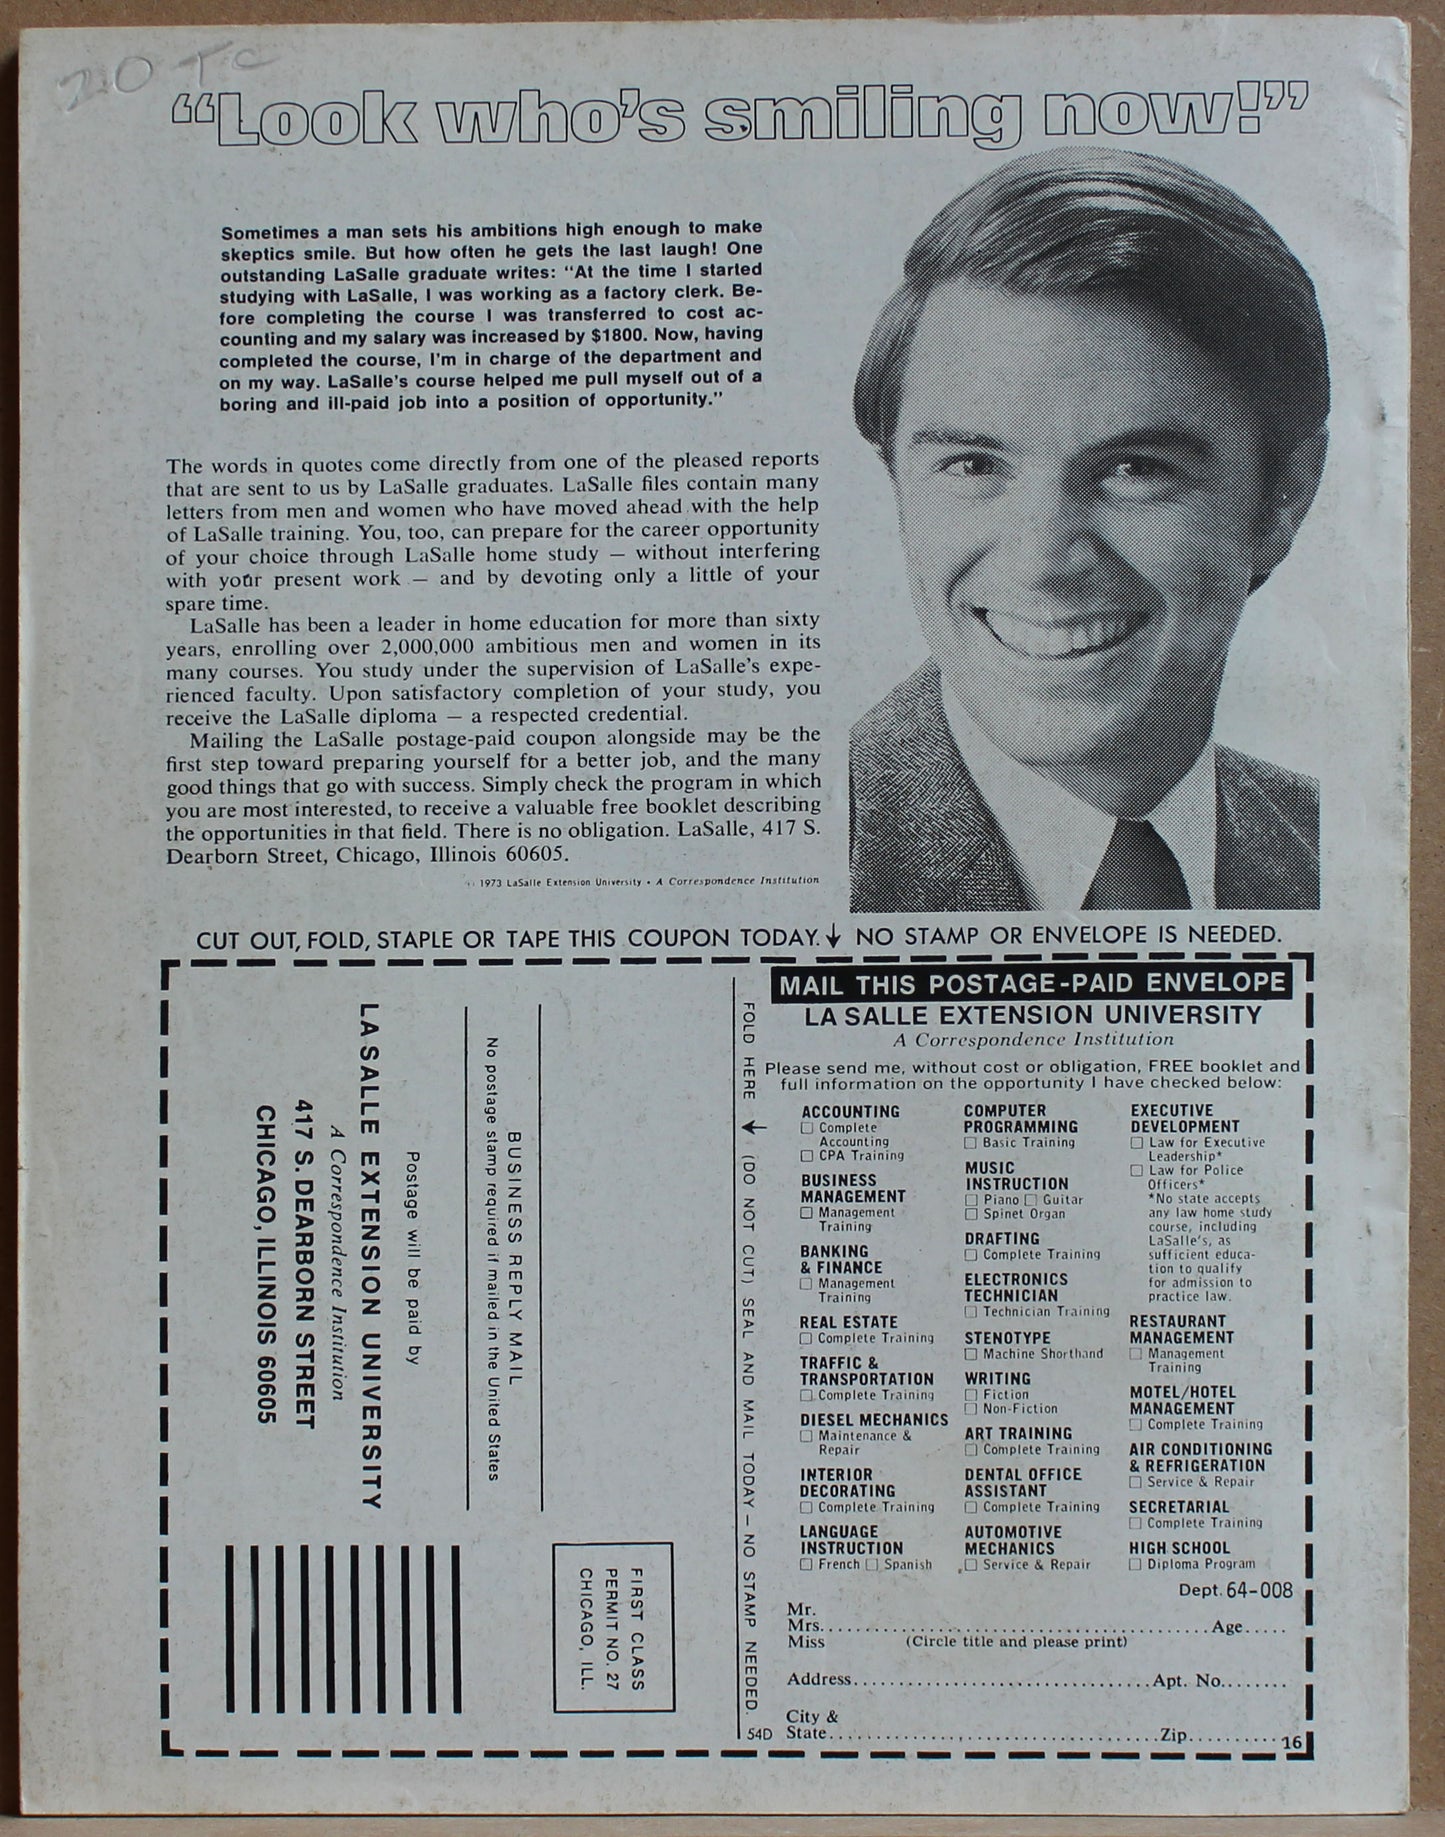 20 TC
“Look who’s smiling now!”
Sometimes a man sets his ambitions high enough to make
skeptics smile. But how often he gets the last laugh! One
outstanding LaSalle graduate writes: “At the time I started
studying with LaSalle, I was working as a factory clerk. Be-
fore completing the course I was transferred to cost ac-
counting and my salary was increased by $1800. Now, having
completed the course, I’m in charge of the department and
on my way. LaSalle’s course helped me pull myself out of a
boring and ill-paid job into a position of opportunity.”
The words in quotes come directly from one of the pleased reports
that are sent to us by LaSalle graduates. LaSalle files contain many
letters from men and women who have moved ahead with the help
of LaSalle training. You, too, can prepare for the career opportunity
of your choice through LaSalle home study — without interfering
with your present work — and by devoting only a little of your
spare time.
LaSalle has been a leader in home education for more than sixty
years, enrolling over 2,000,000 ambitious men and women in its
many courses. You study under the supervision of LaSalle’s expe-
rienced faculty. Upon satisfactory completion of your study, you
receive the LaSalle diploma — a respected credential.
Mailing the LaSalle postage-paid coupon alongside may be the
first step toward preparing yourself for a better job, and the many
good things that go with success. Simply check the program in which
you are most interested, to receive a valuable free booklet describing
the opportunities in that field. There is no obligation. LaSalle, 417 S.
Dearborn Street, Chicago, Illinois 60605.
© 1973 LaSalle Extension University • A Correspondence Institution
CUT OUT, FOLD, STAPLE OR TAPE THIS COUPON TODAY. ↓ NO STAMP OR ENVELOPE IS NEEDED.
FIRST CLASS
PERMIT NO. 27
CHICAGO, ILL.
BUSINESS REPLY MAIL
No postage stamp required if mailed in the United States
Postage will be paid by
LA SALLE EXTENSION UNIVERSITY
A Correspondence Institution
417 S. DEARBORN STREET
CHICAGO, ILLINOIS 60605
FOLD HERE ← (DO NOT CUT) SEAL AND MAIL TODAY — NO STAMP NEEDED.
MAIL THIS POSTAGE-PAID ENVELOPE
LA SALLE EXTENSION UNIVERSITY
A Correspondence Institution
Please send me, without cost or obligation, FREE booklet and
full information on the opportunity I have checked below:
ACCOUNTING
☐ Complete
Accounting
☐ CPA Training
BUSINESS
MANAGEMENT
☐ Management
Training
BANKING
& FINANCE
☐ Management
Training
REAL ESTATE
☐ Complete Training
TRAFFIC &
TRANSPORTATION
☐ Complete Training
DIESEL MECHANICS
☐ Maintenance &
Repair
INTERIOR
DECORATING
☐ Complete Training
LANGUAGE
INSTRUCTION
☐ French ☐ Spanish
COMPUTER
PROGRAMMING
☐ Basic Training
MUSIC
INSTRUCTION
☐ Piano ☐ Guitar
☐ Spinet Organ
DRAFTING
☐ Complete Training
ELECTRONICS
TECHNICIAN
☐ Technician Training
STENOTYPE
☐ Machine Shorthand
WRITING
☐ Fiction
☐ Non-Fiction
ART TRAINING
☐ Complete Training
DENTAL OFFICE
ASSISTANT
☐ Complete Training
AUTOMOTIVE
MECHANICS
☐ Service & Repair
EXECUTIVE
DEVELOPMENT
☐ Law for Executive
Leadership*
☐ Law for Police
Officers*
*No state accepts
any law home study
course, including
LaSalle’s, as
sufficient educa-
tion to qualify
for admission to
practice law.
RESTAURANT
MANAGEMENT
☐ Management
Training
MOTEL/HOTEL
MANAGEMENT
☐ Complete Training
AIR CONDITIONING
& REFRIGERATION
☐ Service & Repair
SECRETARIAL
☐ Complete Training
HIGH SCHOOL
☐ Diploma Program
Dept. 64-008
Mr.
Mrs. Age
Miss (Circle title and please print)
Address Apt. No.
City &
State Zip
54D 16